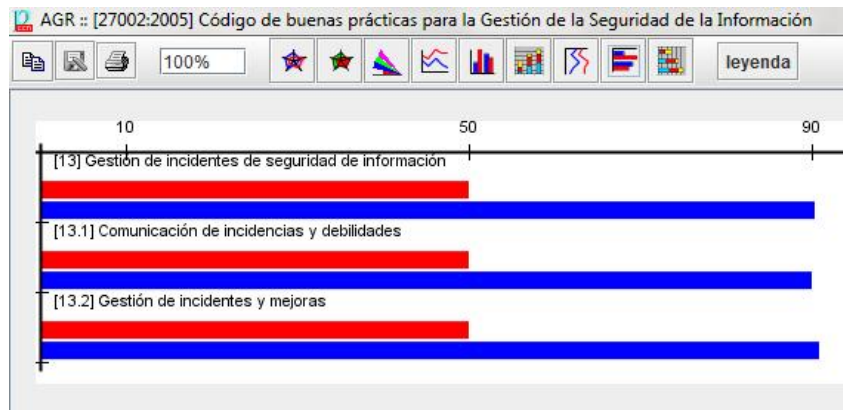 AGR :: [27002:2005] Código de buenas prácticas para la Gestión de la Seguridad de la Información
100%
leyenda
10 50 90
[13] Gestión de incidentes de seguridad de información
[13.1] Comunicación de incidencias y debilidades
[13.2] Gestión de incidentes y mejoras